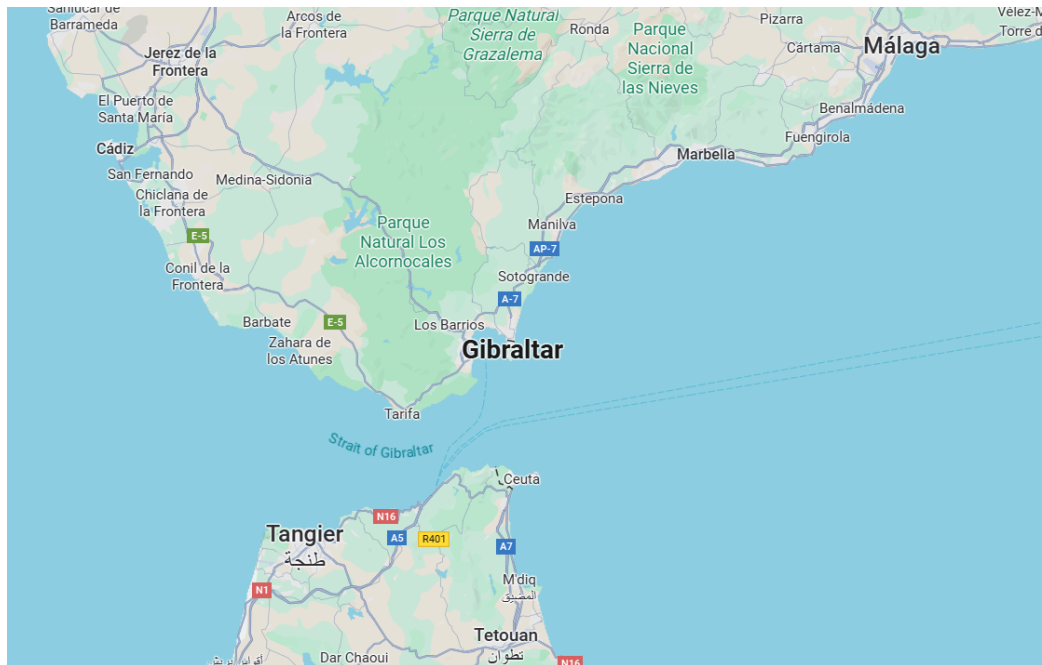 Sanlúcar de
Barrameda
Arcos de
la Frontera
Parque Natural
Sierra de
Grazalema
Ronda
Parque
Nacional
Sierra de
las Nieves
Pizarra
Cártama
Málaga
Jerez de la
Frontera
El Puerto de
Santa María
Benalmádena
Fuengirola
Cádiz
Marbella
San Fernando
Medina-Sidonia
Chiclana de
la Frontera
Estepona
Parque
Natural Los
Alcornocales
Manilva
E-5
AP-7
Conil de la
Frontera
Sotogrande
A-7
Barbate
E-5
Los Barrios
Zahara de
los Atunes
Gibraltar
Tarifa
Strait of Gibraltar
Ceuta
N16
Tangier
طنجة
A5
R401
A7
M'diq
المضيق
N1
Tetouan
تطوان
Dar Chaoui
N16